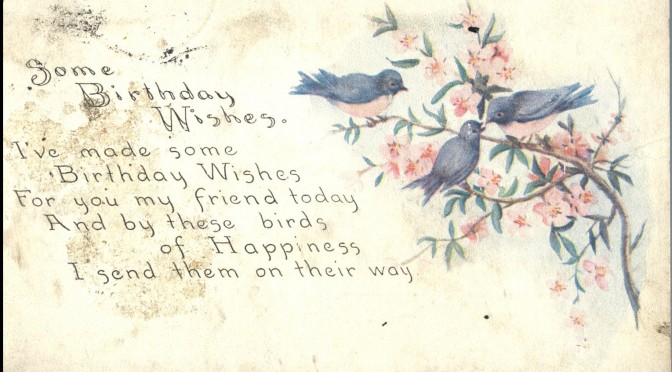 Some
Birthday
Wishes.
I've made some
Birthday Wishes
For you my friend today
And by these birds
of Happiness
I send them on their way